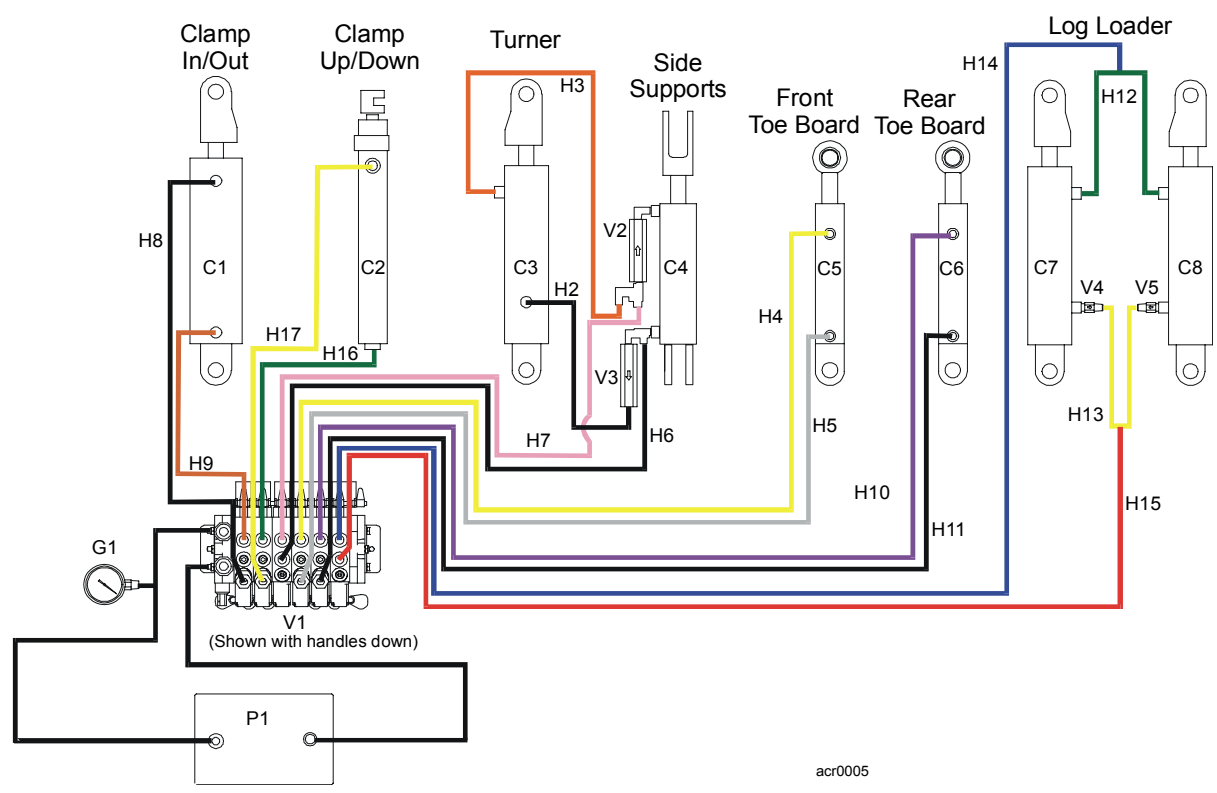 Clamp
In/Out
Clamp
Up/Down
Turner
Side
Supports
Front
Toe Board
Rear
Toe Board
Log Loader
H14
H3
H12
H8
V2
C1
C2
C3
C4
C5
C6
C7
C8
H2
V4
V5
H4
H17
H16
V3
H13
H5
H7
H6
H9
H10
H15
H11
G1
V1
(Shown with handles down)
P1
acr0005